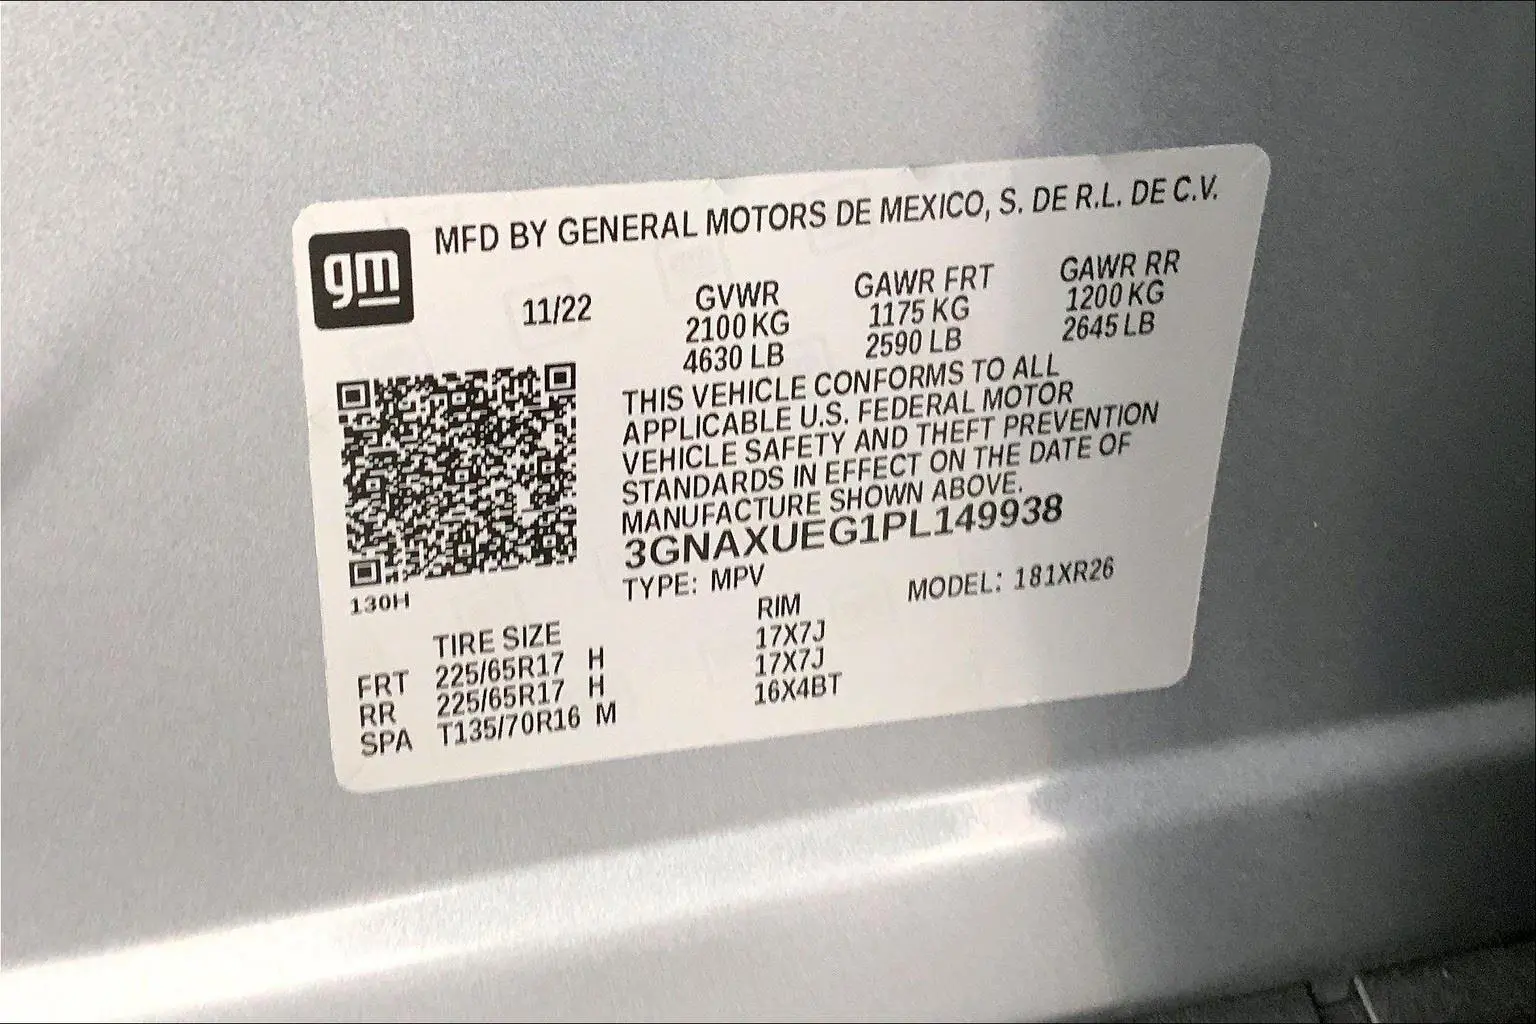 gm
MFD BY GENERAL MOTORS DE MEXICO, S. DE R.L. DE C.V.
11/22
GVWR
2100 KG
4630 LB
GAWR FRT
1175 KG
2590 LB
GAWR RR
1200 KG
2645 LB
THIS VEHICLE CONFORMS TO ALL
APPLICABLE U.S. FEDERAL MOTOR
VEHICLE SAFETY AND THEFT PREVENTION
STANDARDS IN EFFECT ON THE DATE OF
MANUFACTURE SHOWN ABOVE.
3GNAXUEG1PL149938
TYPE: MPV
MODEL: 181XR26
130H
TIRE SIZE RIM
FRT 225/65R17 H 17X7J
RR 225/65R17 H 17X7J
SPA T135/70R16 M 16X4BT